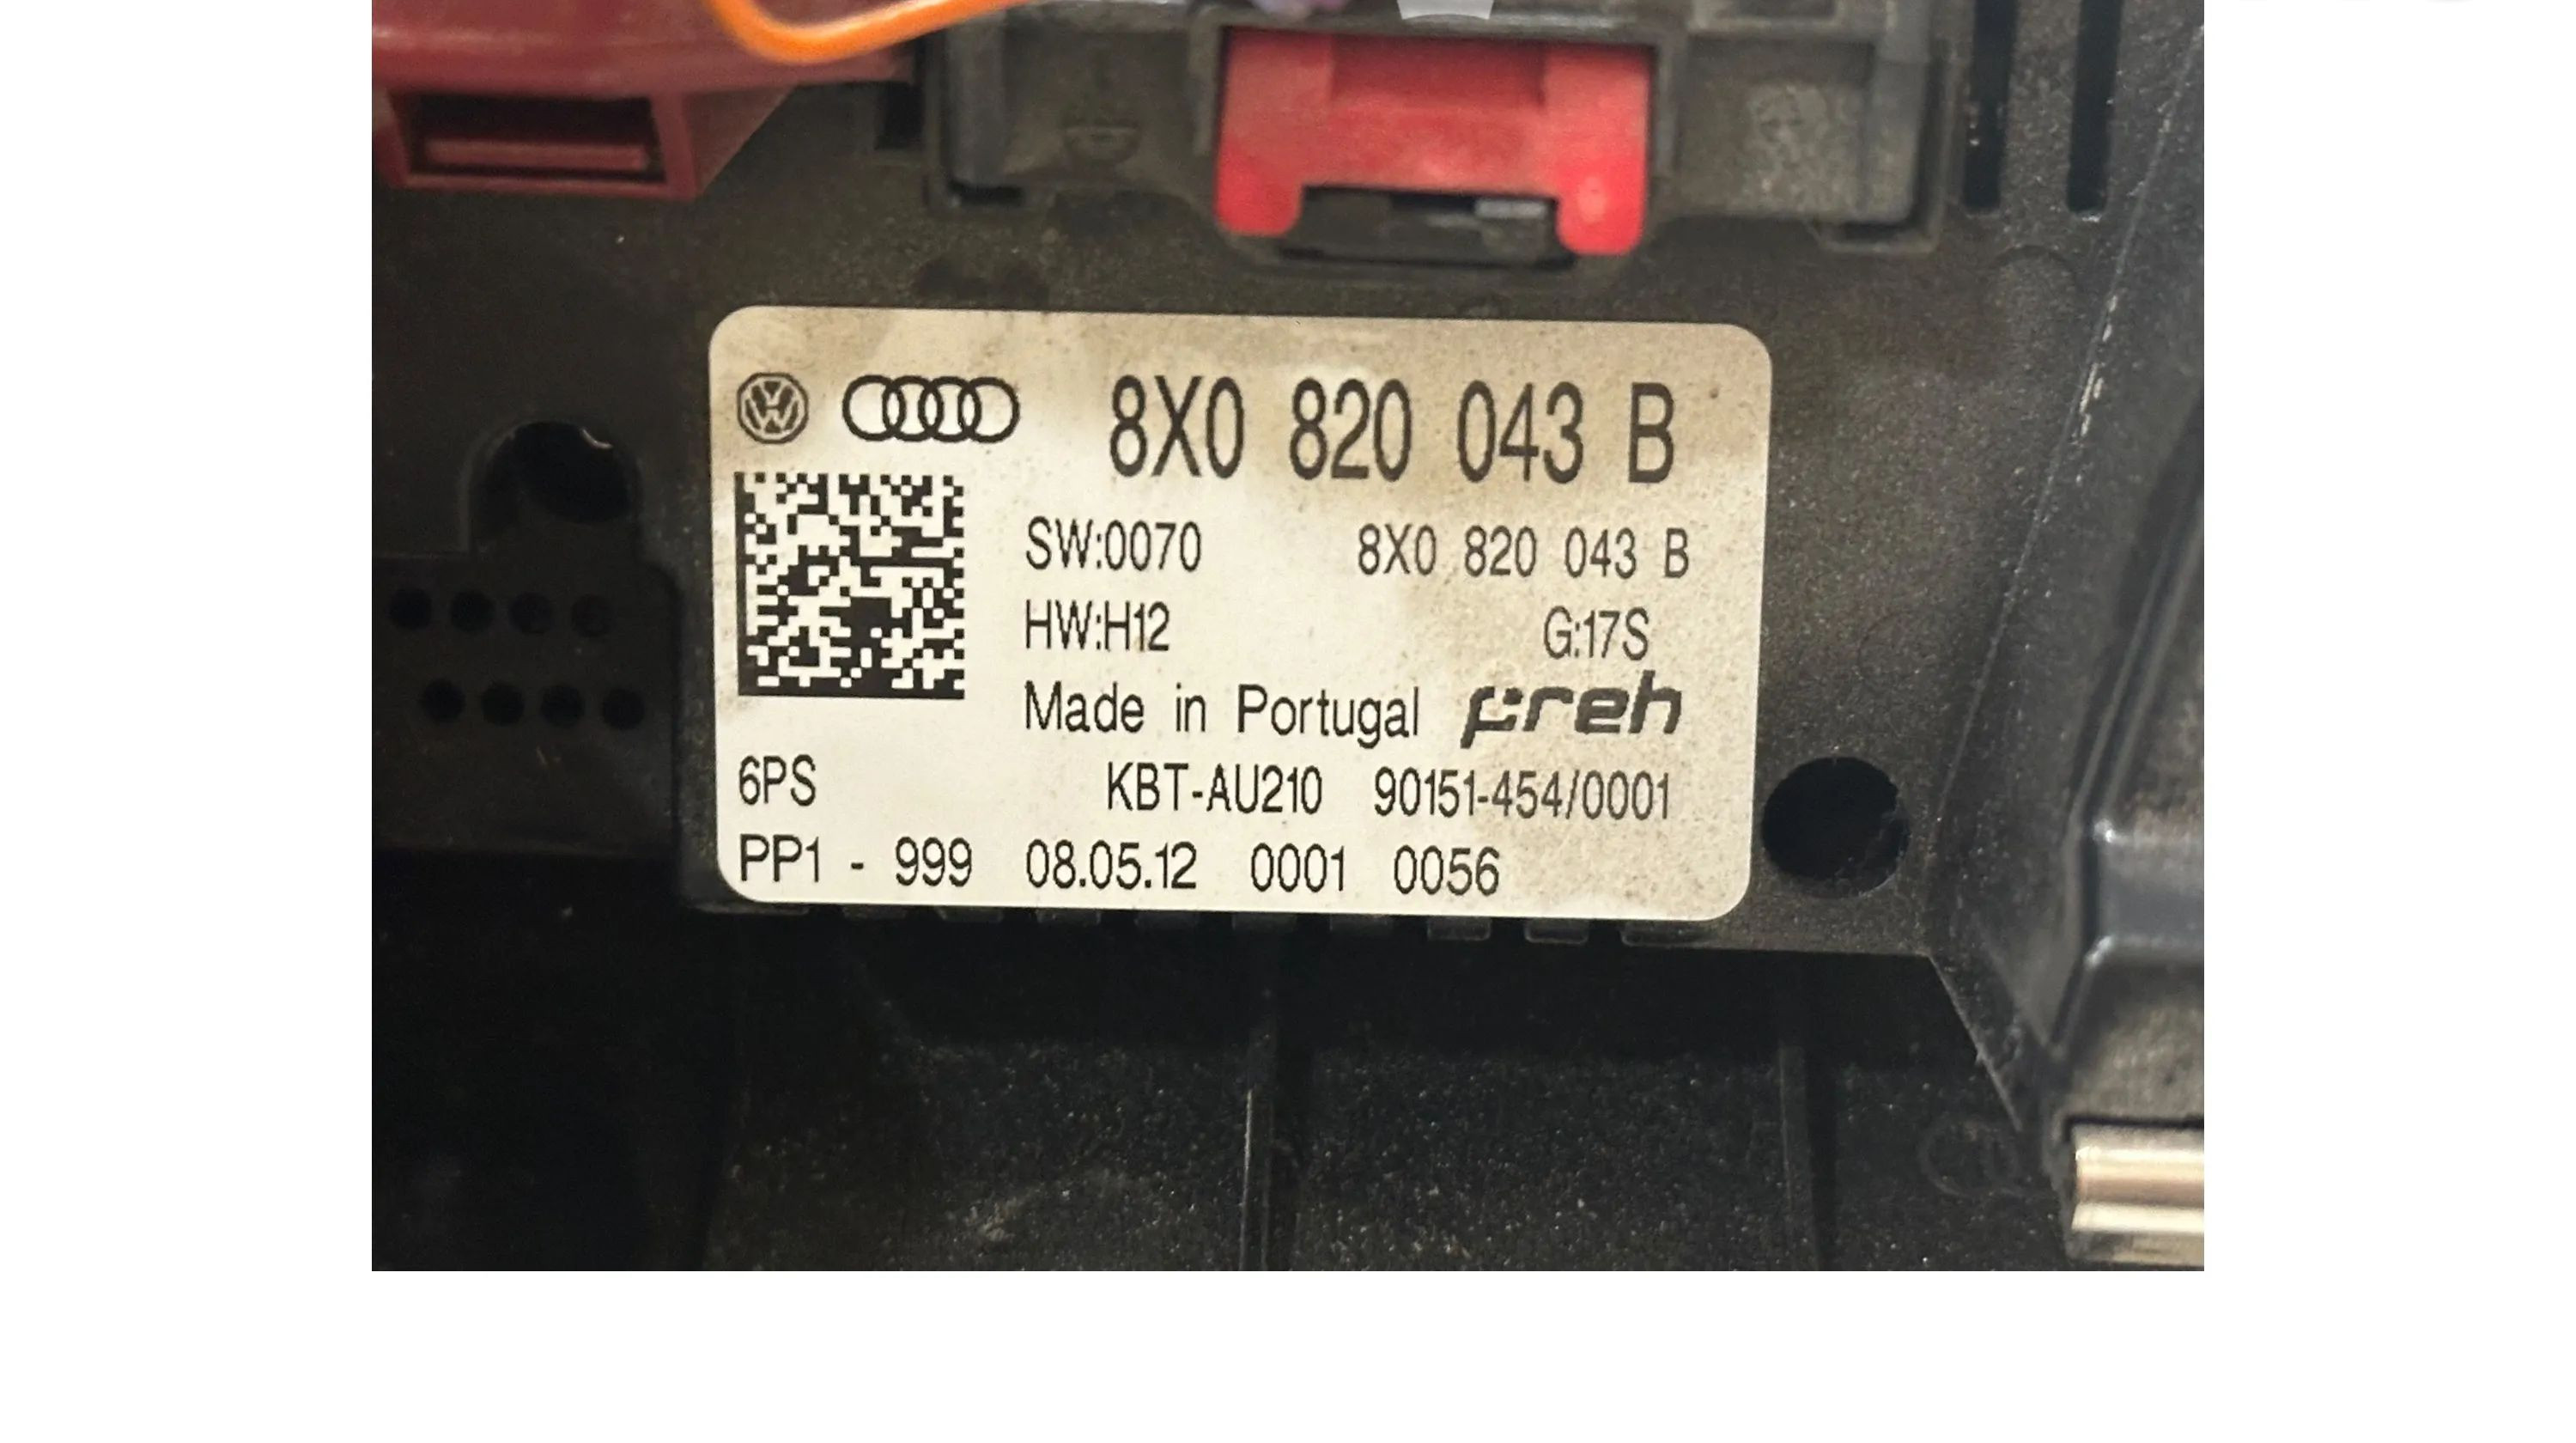 8X0 820 043 B
SW:0070 8X0 820 043 B
HW:H12 G:17S
Made in Portugal preh
6PS KBT-AU210 90151-454/0001
PP1 - 999 08.05.12 0001 0056